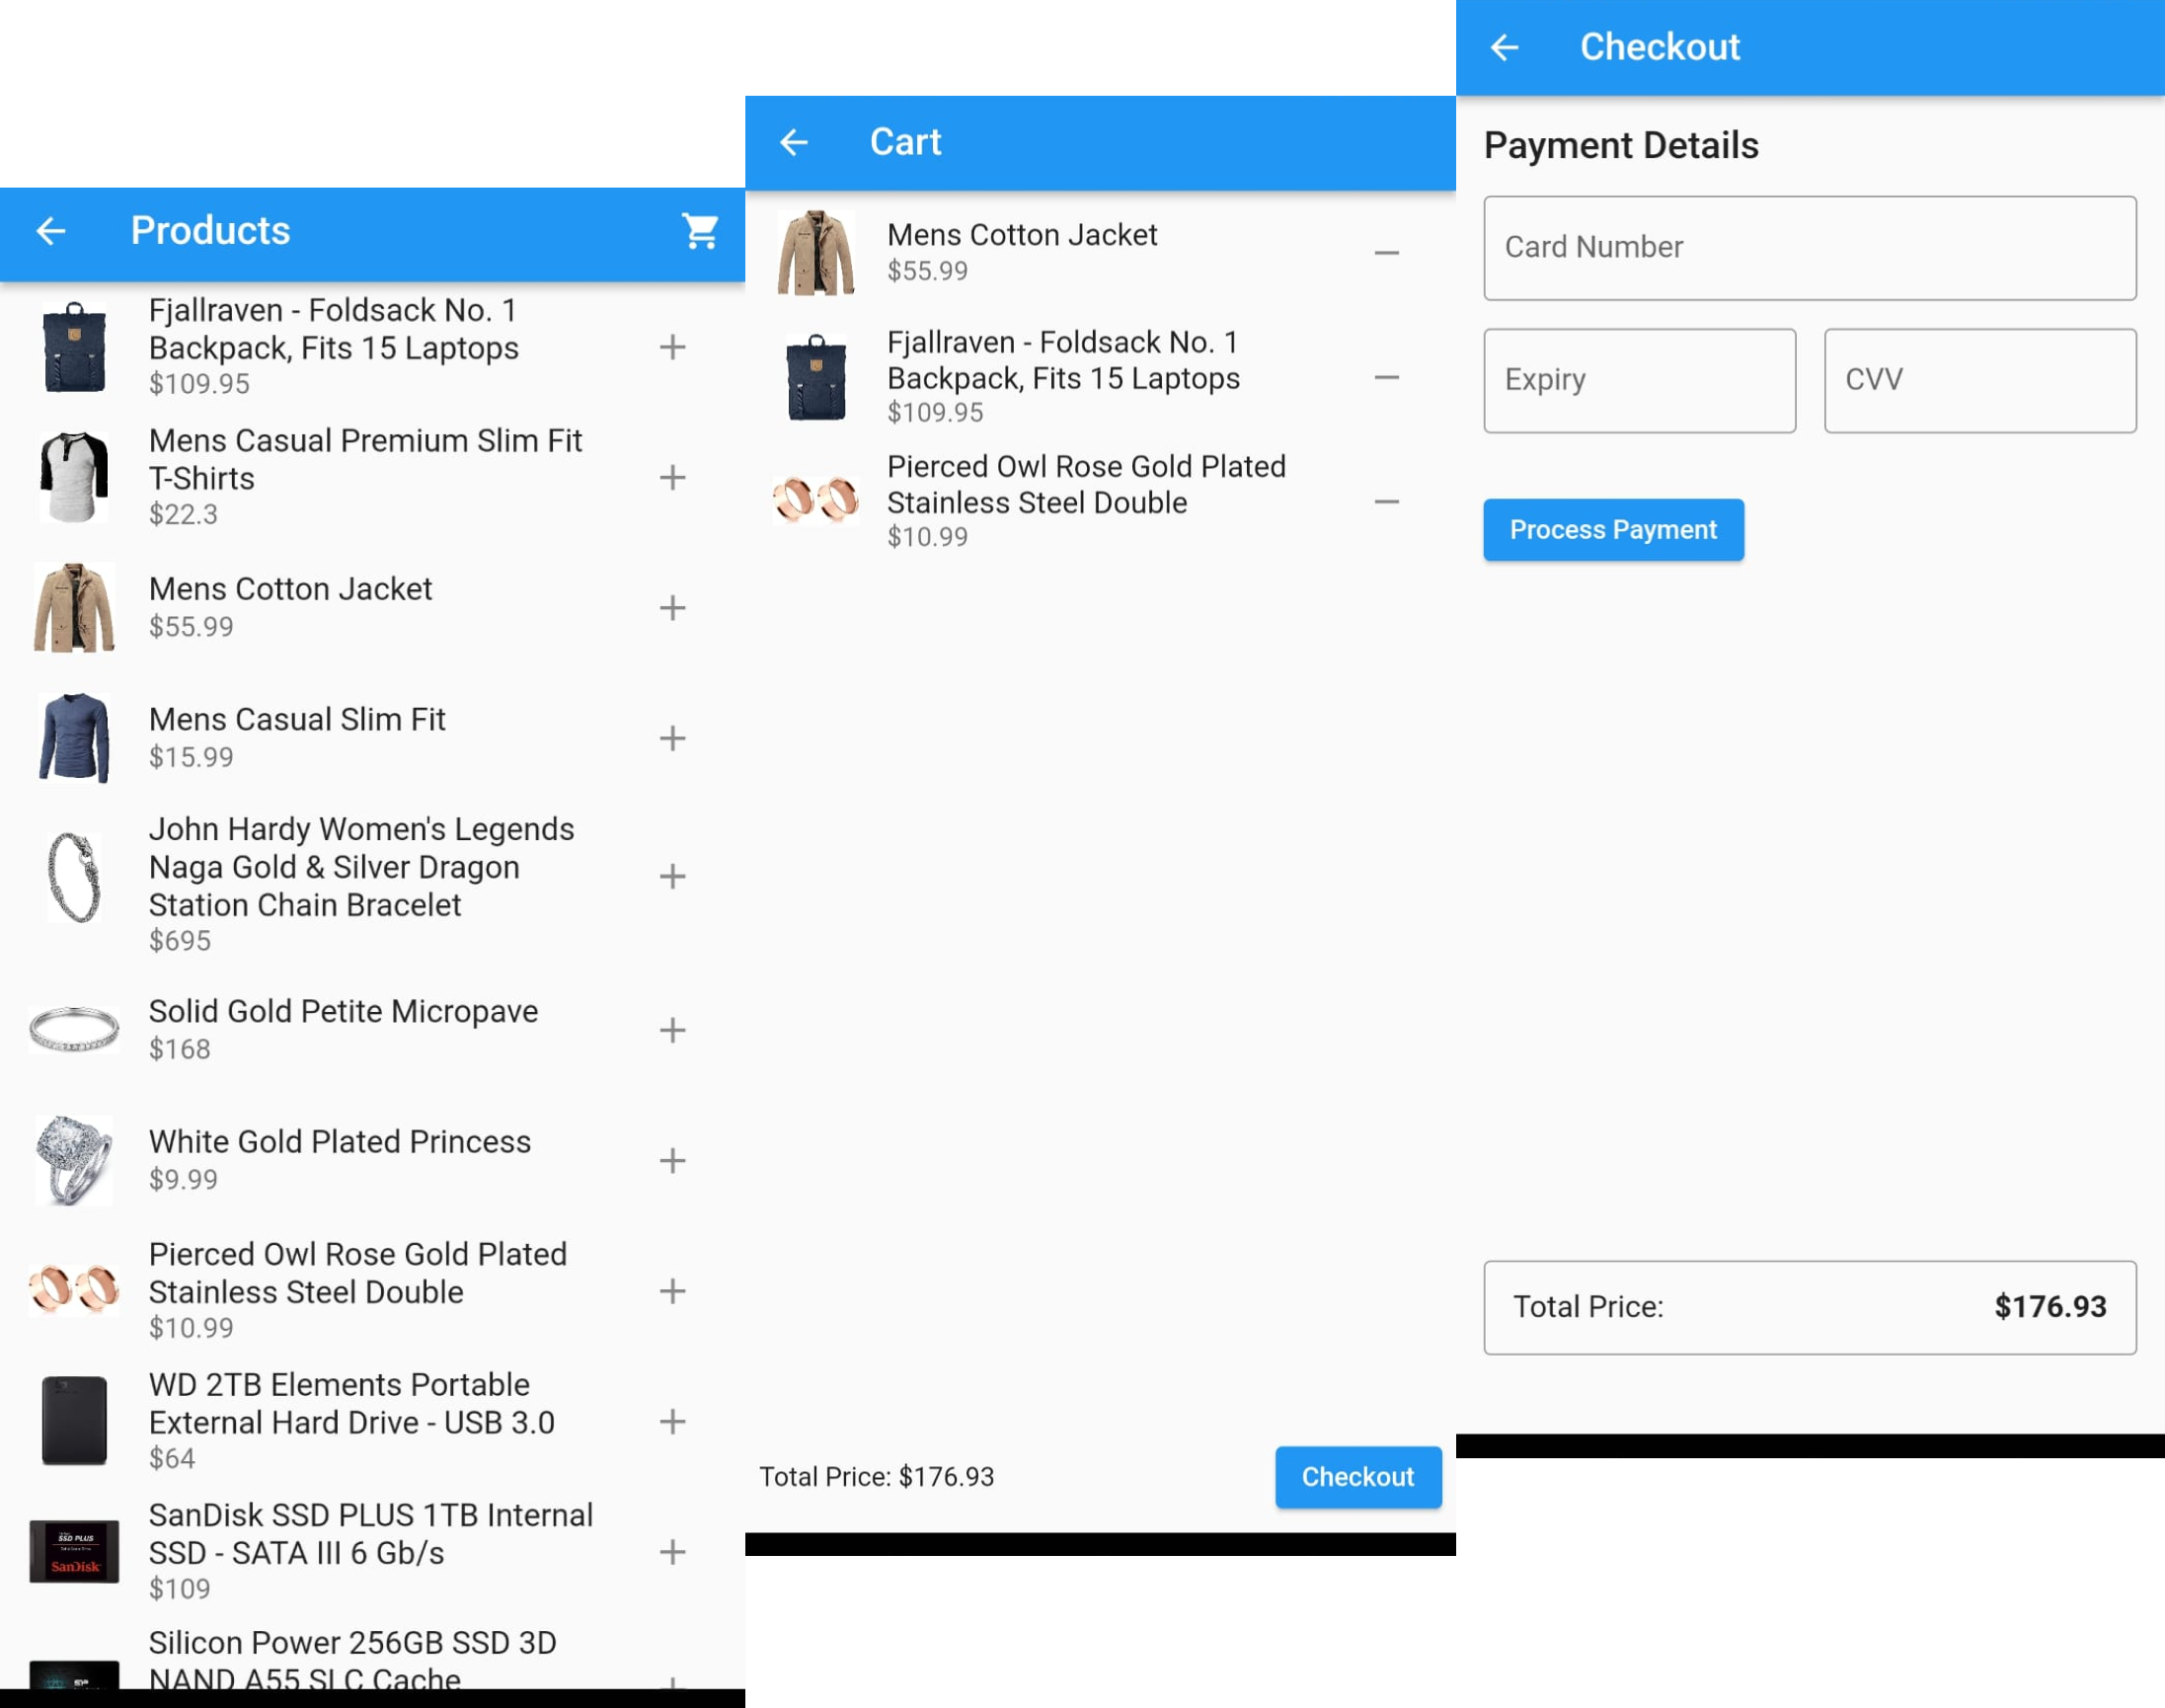 Products
Fjallraven - Foldsack No. 1
Backpack, Fits 15 Laptops
$109.95
Mens Casual Premium Slim Fit
T-Shirts
$22.3
Mens Cotton Jacket
$55.99
Mens Casual Slim Fit
$15.99
John Hardy Women's Legends
Naga Gold & Silver Dragon
Station Chain Bracelet
$695
Solid Gold Petite Micropave
$168
White Gold Plated Princess
$9.99
Pierced Owl Rose Gold Plated
Stainless Steel Double
$10.99
WD 2TB Elements Portable
External Hard Drive - USB 3.0
$64
SSD PLUS
SanDisk
SanDisk SSD PLUS 1TB Internal
SSD - SATA III 6 Gb/s
$109
Silicon Power 256GB SSD 3D
NAND A55 SLC Cache
Cart
Mens Cotton Jacket
$55.99
Fjallraven - Foldsack No. 1
Backpack, Fits 15 Laptops
$109.95
Pierced Owl Rose Gold Plated
Stainless Steel Double
$10.99
Total Price: $176.93
Checkout
Checkout
Payment Details
Card Number
Expiry
CVV
Process Payment
Total Price:
$176.93